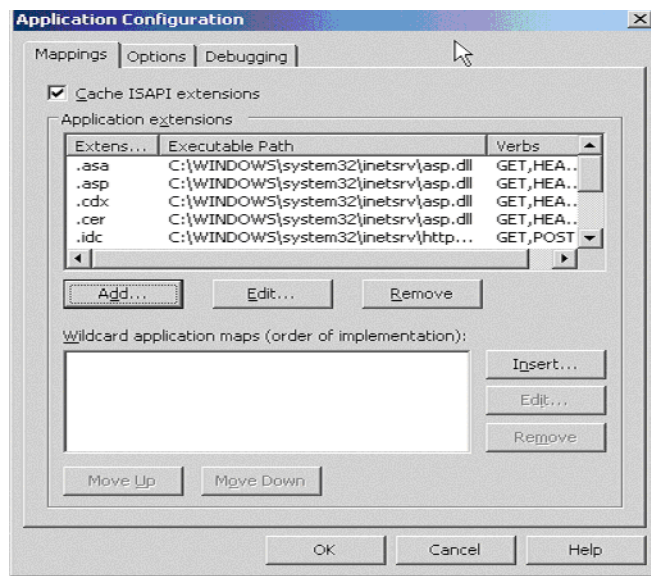 Application Configuration
Mappings Options Debugging
Cache ISAPI extensions
Application extensions
Extens... Executable Path Verbs
.asa C:\WINDOWS\system32\inetsrv\asp.dll GET,HEA..
.asp C:\WINDOWS\system32\inetsrv\asp.dll GET,HEA..
.cdx C:\WINDOWS\system32\inetsrv\asp.dll GET,HEA..
.cer C:\WINDOWS\system32\inetsrv\asp.dll GET,HEA..
.idc C:\WINDOWS\system32\inetsrv\http... GET,POST
Add... Edit... Remove
Wildcard application maps (order of implementation):
Insert...
Edit...
Remove
Move Up Move Down
OK Cancel Help